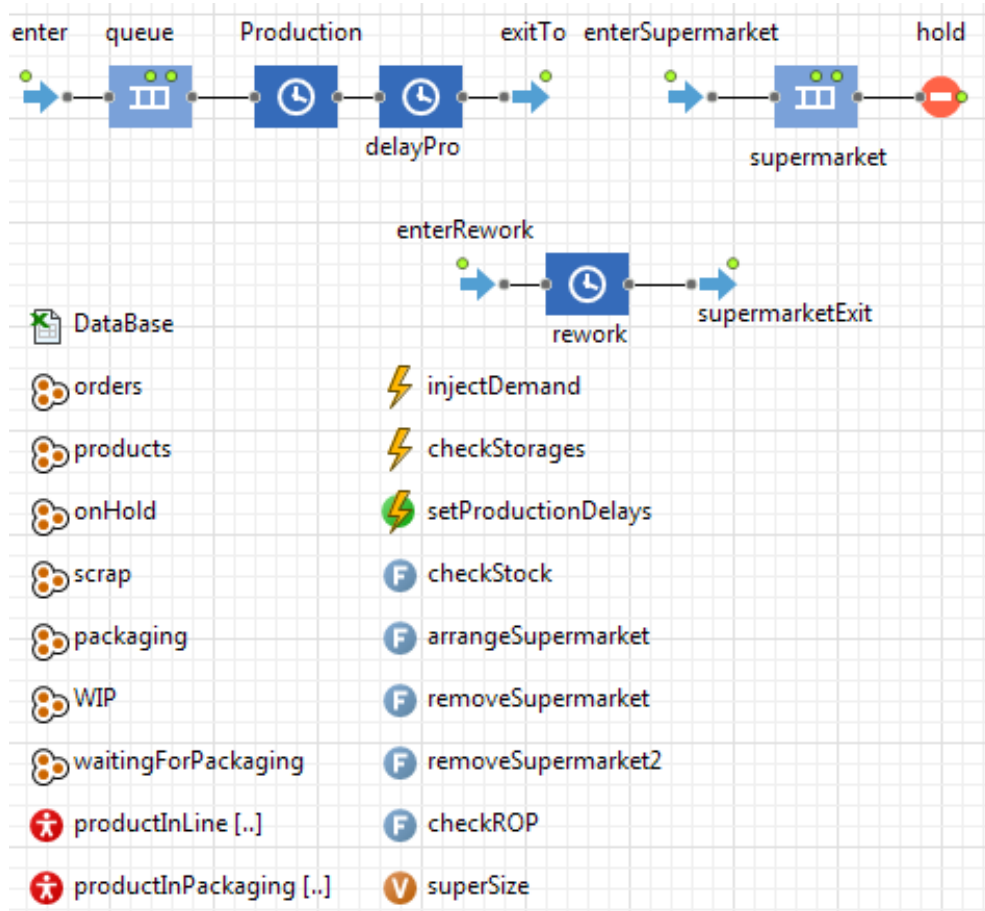 enter queue Production exitTo enterSupermarket hold
delayPro
supermarket
enterRework
supermarketExit
rework
DataBase
orders injectDemand
products checkStorages
onHold setProductionDelays
scrap checkStock
packaging arrangeSupermarket
WIP removeSupermarket
waitingForPackaging removeSupermarket2
productInLine [..] checkROP
productInPackaging [..] superSize